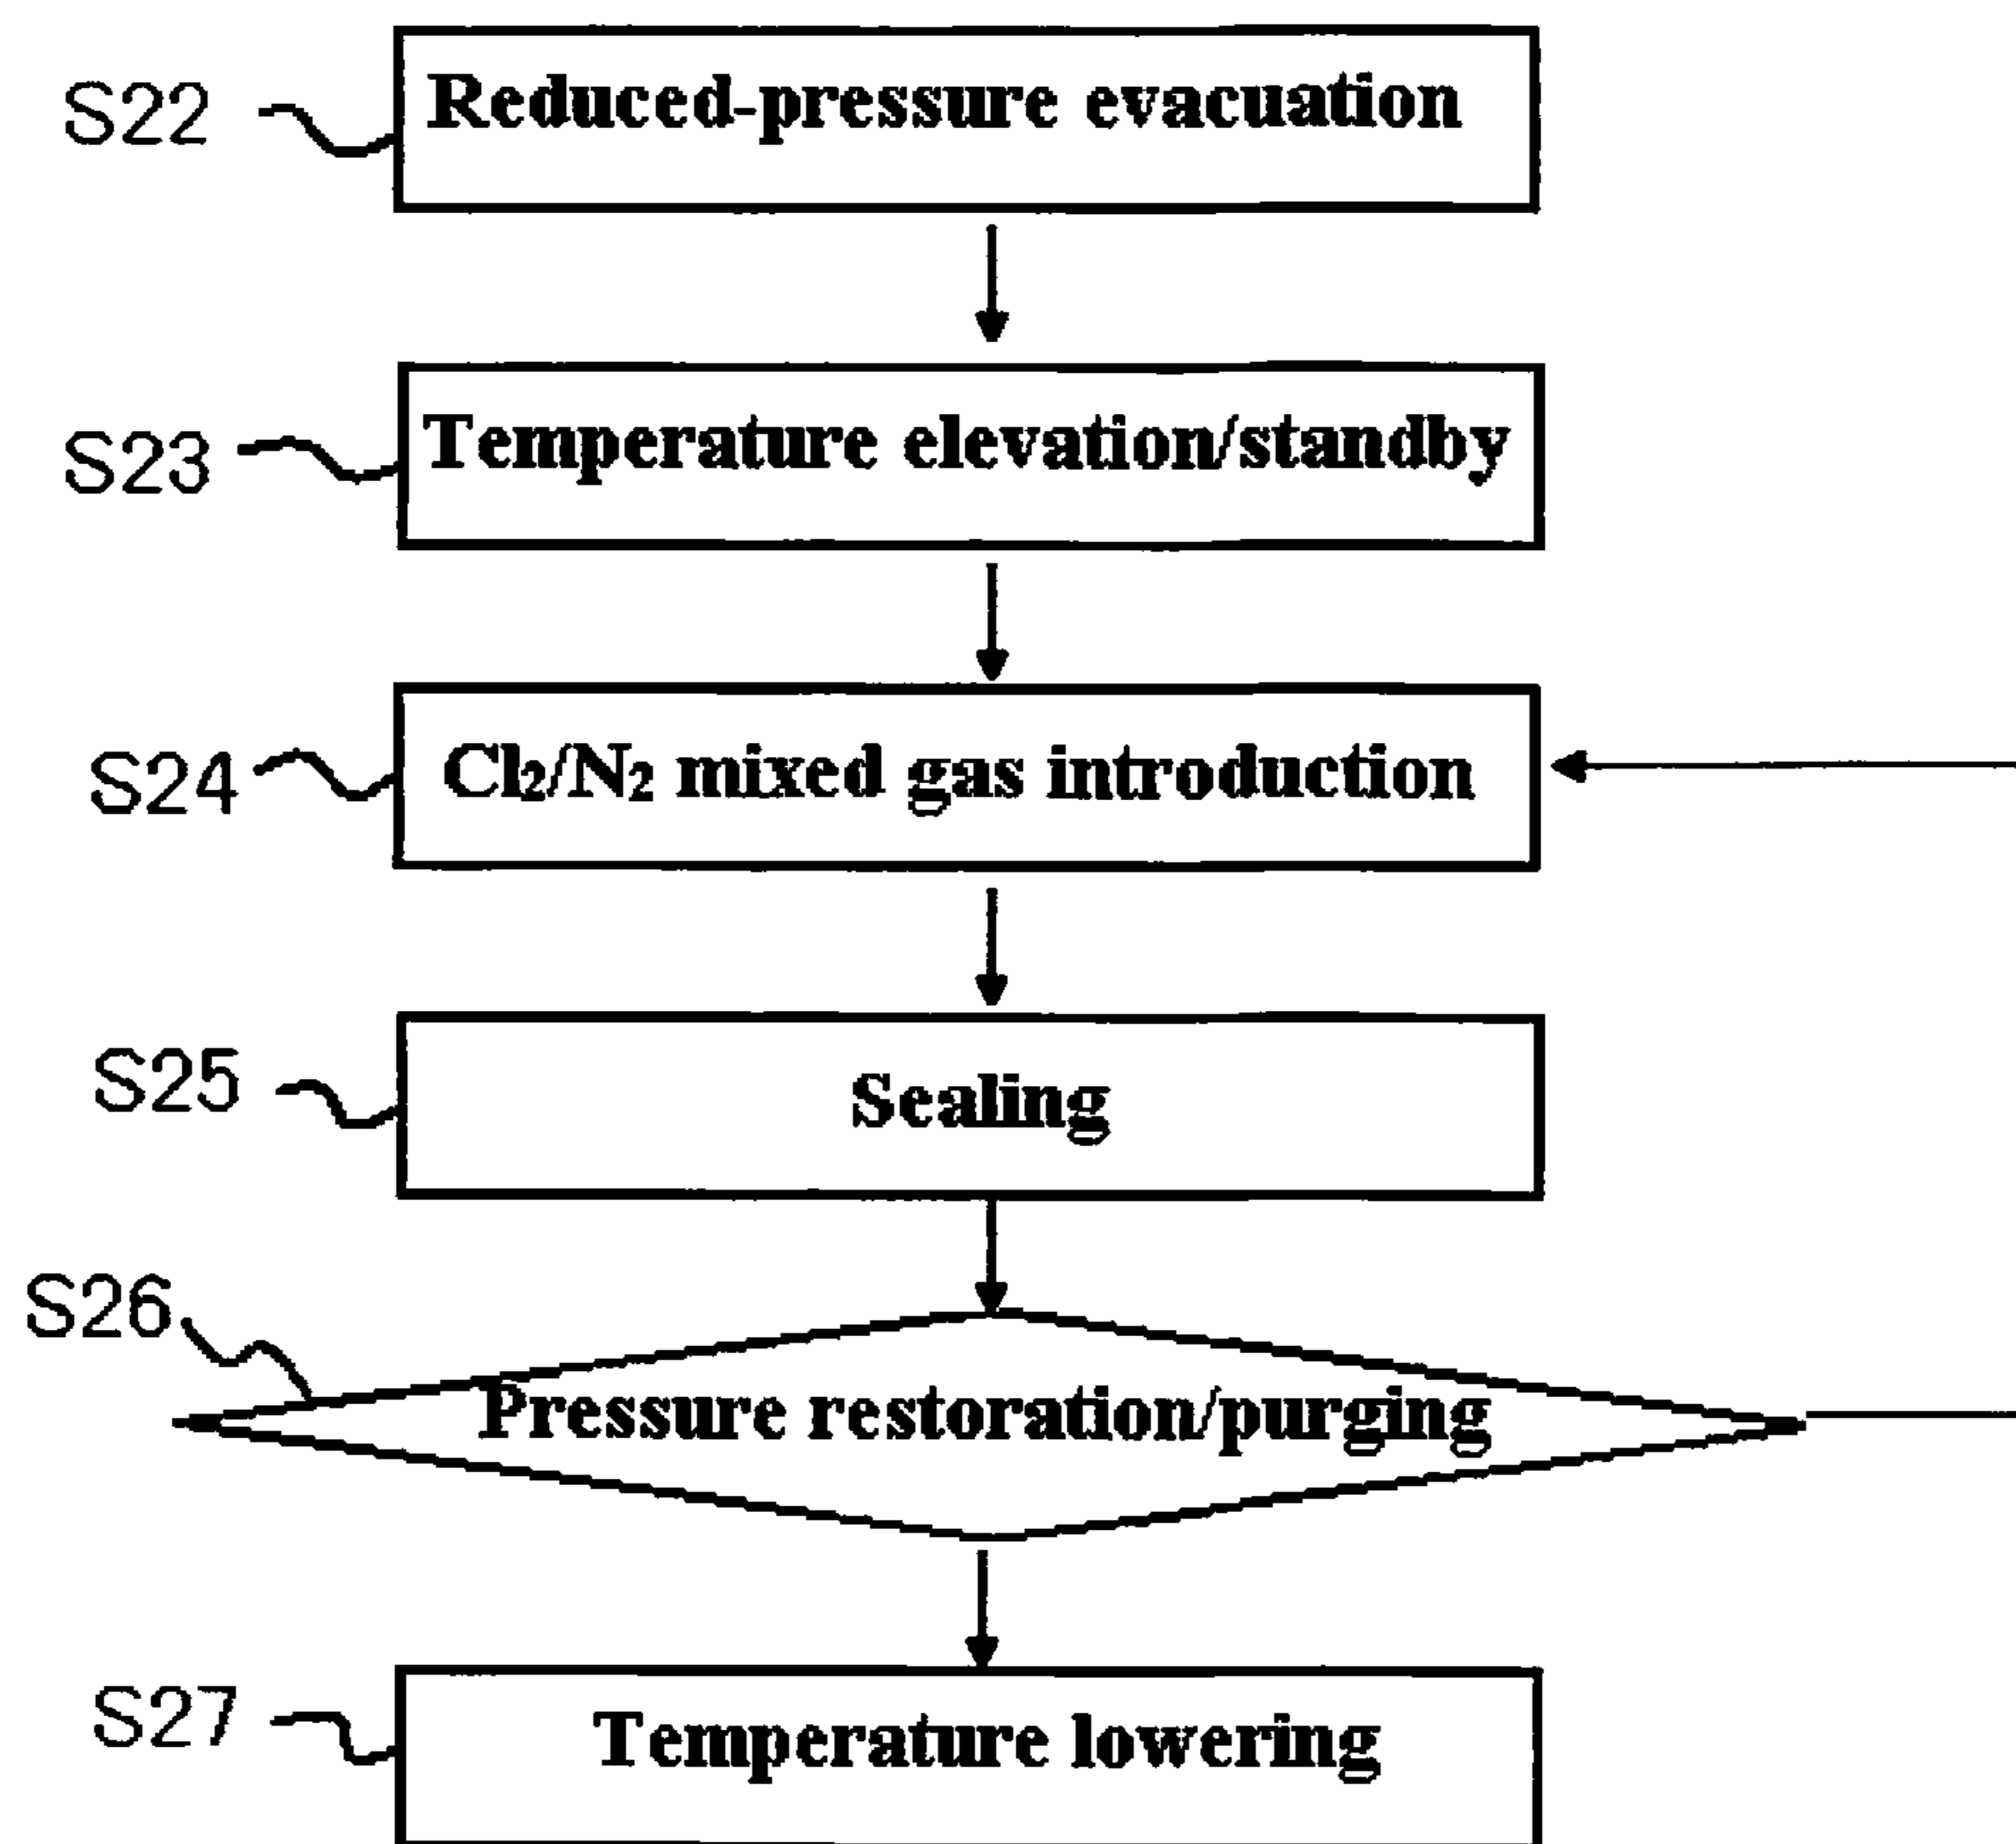 S22 Reduced-pressure evacuation
S23 Temperature elevation/standby
S24 Cl₂/N₂ mixed gas introduction
S25 Sealing
S26 Pressure restoration/purging
S27 Temperature lowering